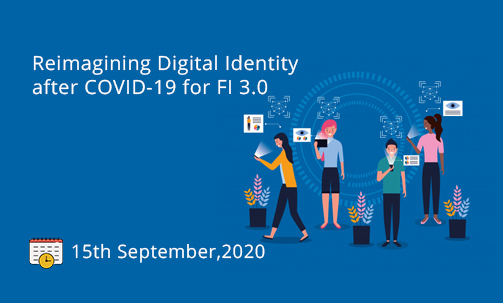 Reimagining Digital Identity
after COVID-19 for FI 3.0
15th September,2020